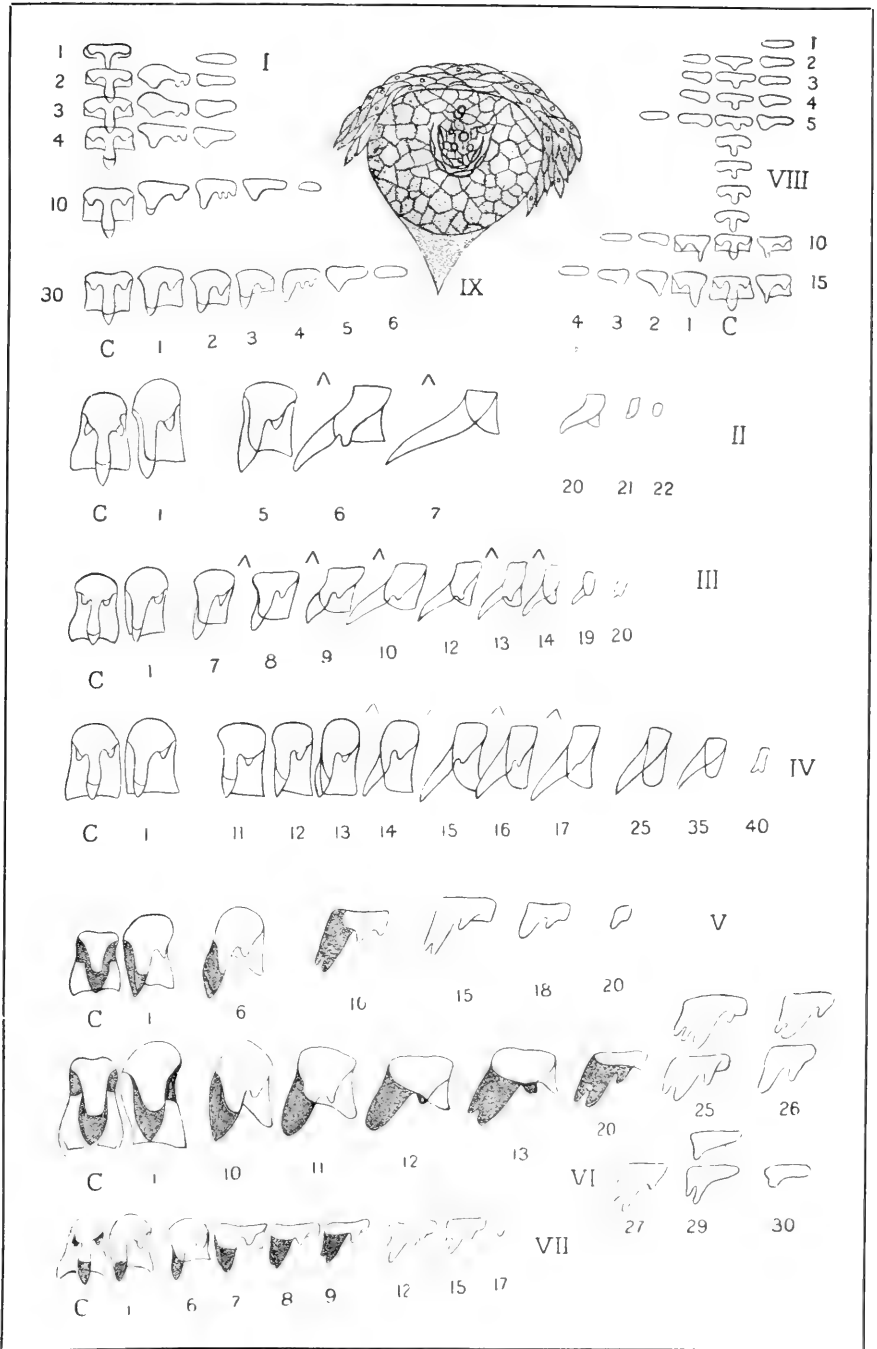 1 I
2
3
4
10
30
C 1 2 3 4 5 6
IX
1
2
3
4
5
VIII
10
15
4 3 2 1 C
II
C 1 5 6 7 20 21 22
III
C 1 7 8 9 10 12 13 14 19 20
IV
C 1 11 12 13 14 15 16 17 25 35 40
V
C 1 6 10 15 18 20
C 1 10 11 12 13 20 25 26
VI
27 29 30
VII
C 1 6 7 8 9 12 15 17